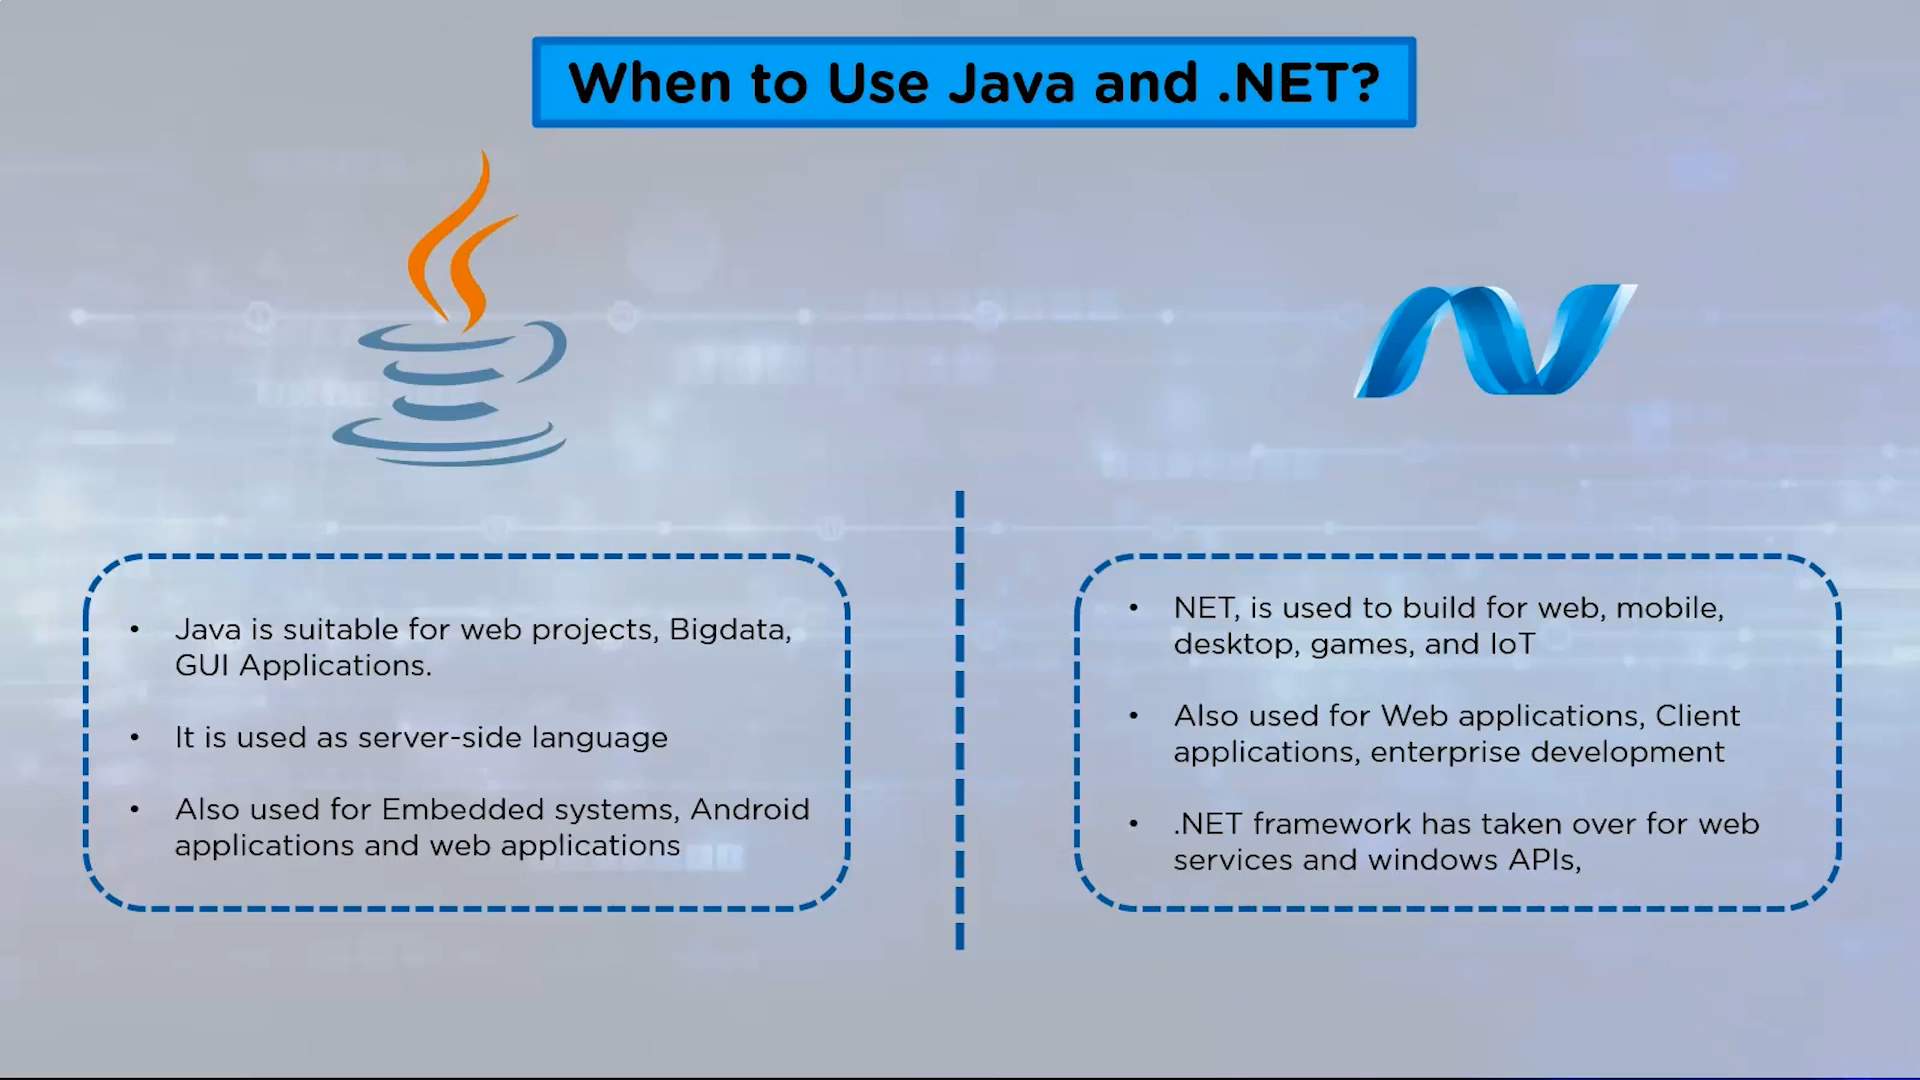 When to Use Java and .NET?
• Java is suitable for web projects, Bigdata,
GUI Applications.
• It is used as server-side language
• Also used for Embedded systems, Android
applications and web applications
• NET, is used to build for web, mobile,
desktop, games, and IoT
• Also used for Web applications, Client
applications, enterprise development
• .NET framework has taken over for web
services and windows APIs,